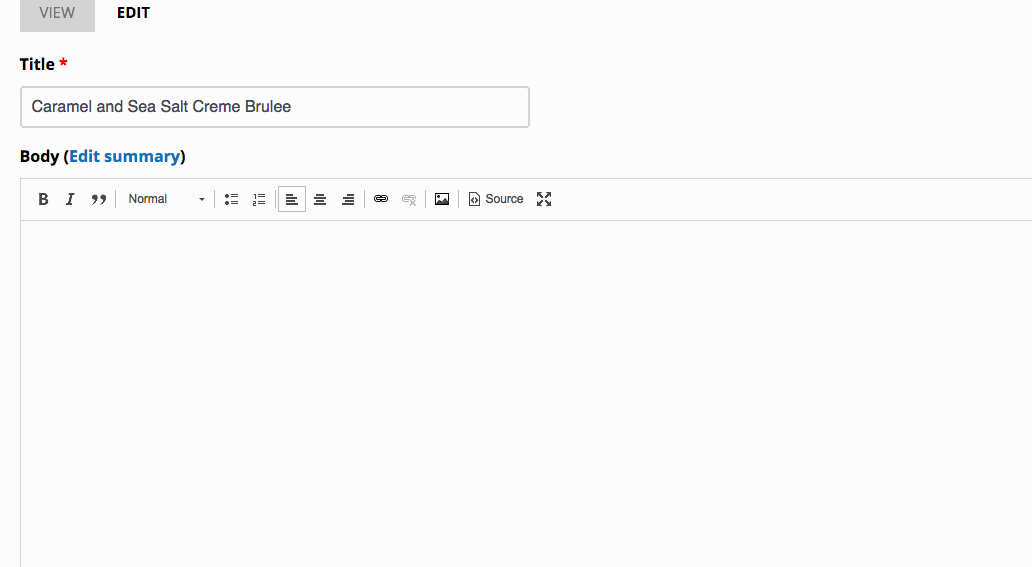 VIEW EDIT
Title *
Caramel and Sea Salt Creme Brulee
Body (Edit summary)
B I ” Normal Source